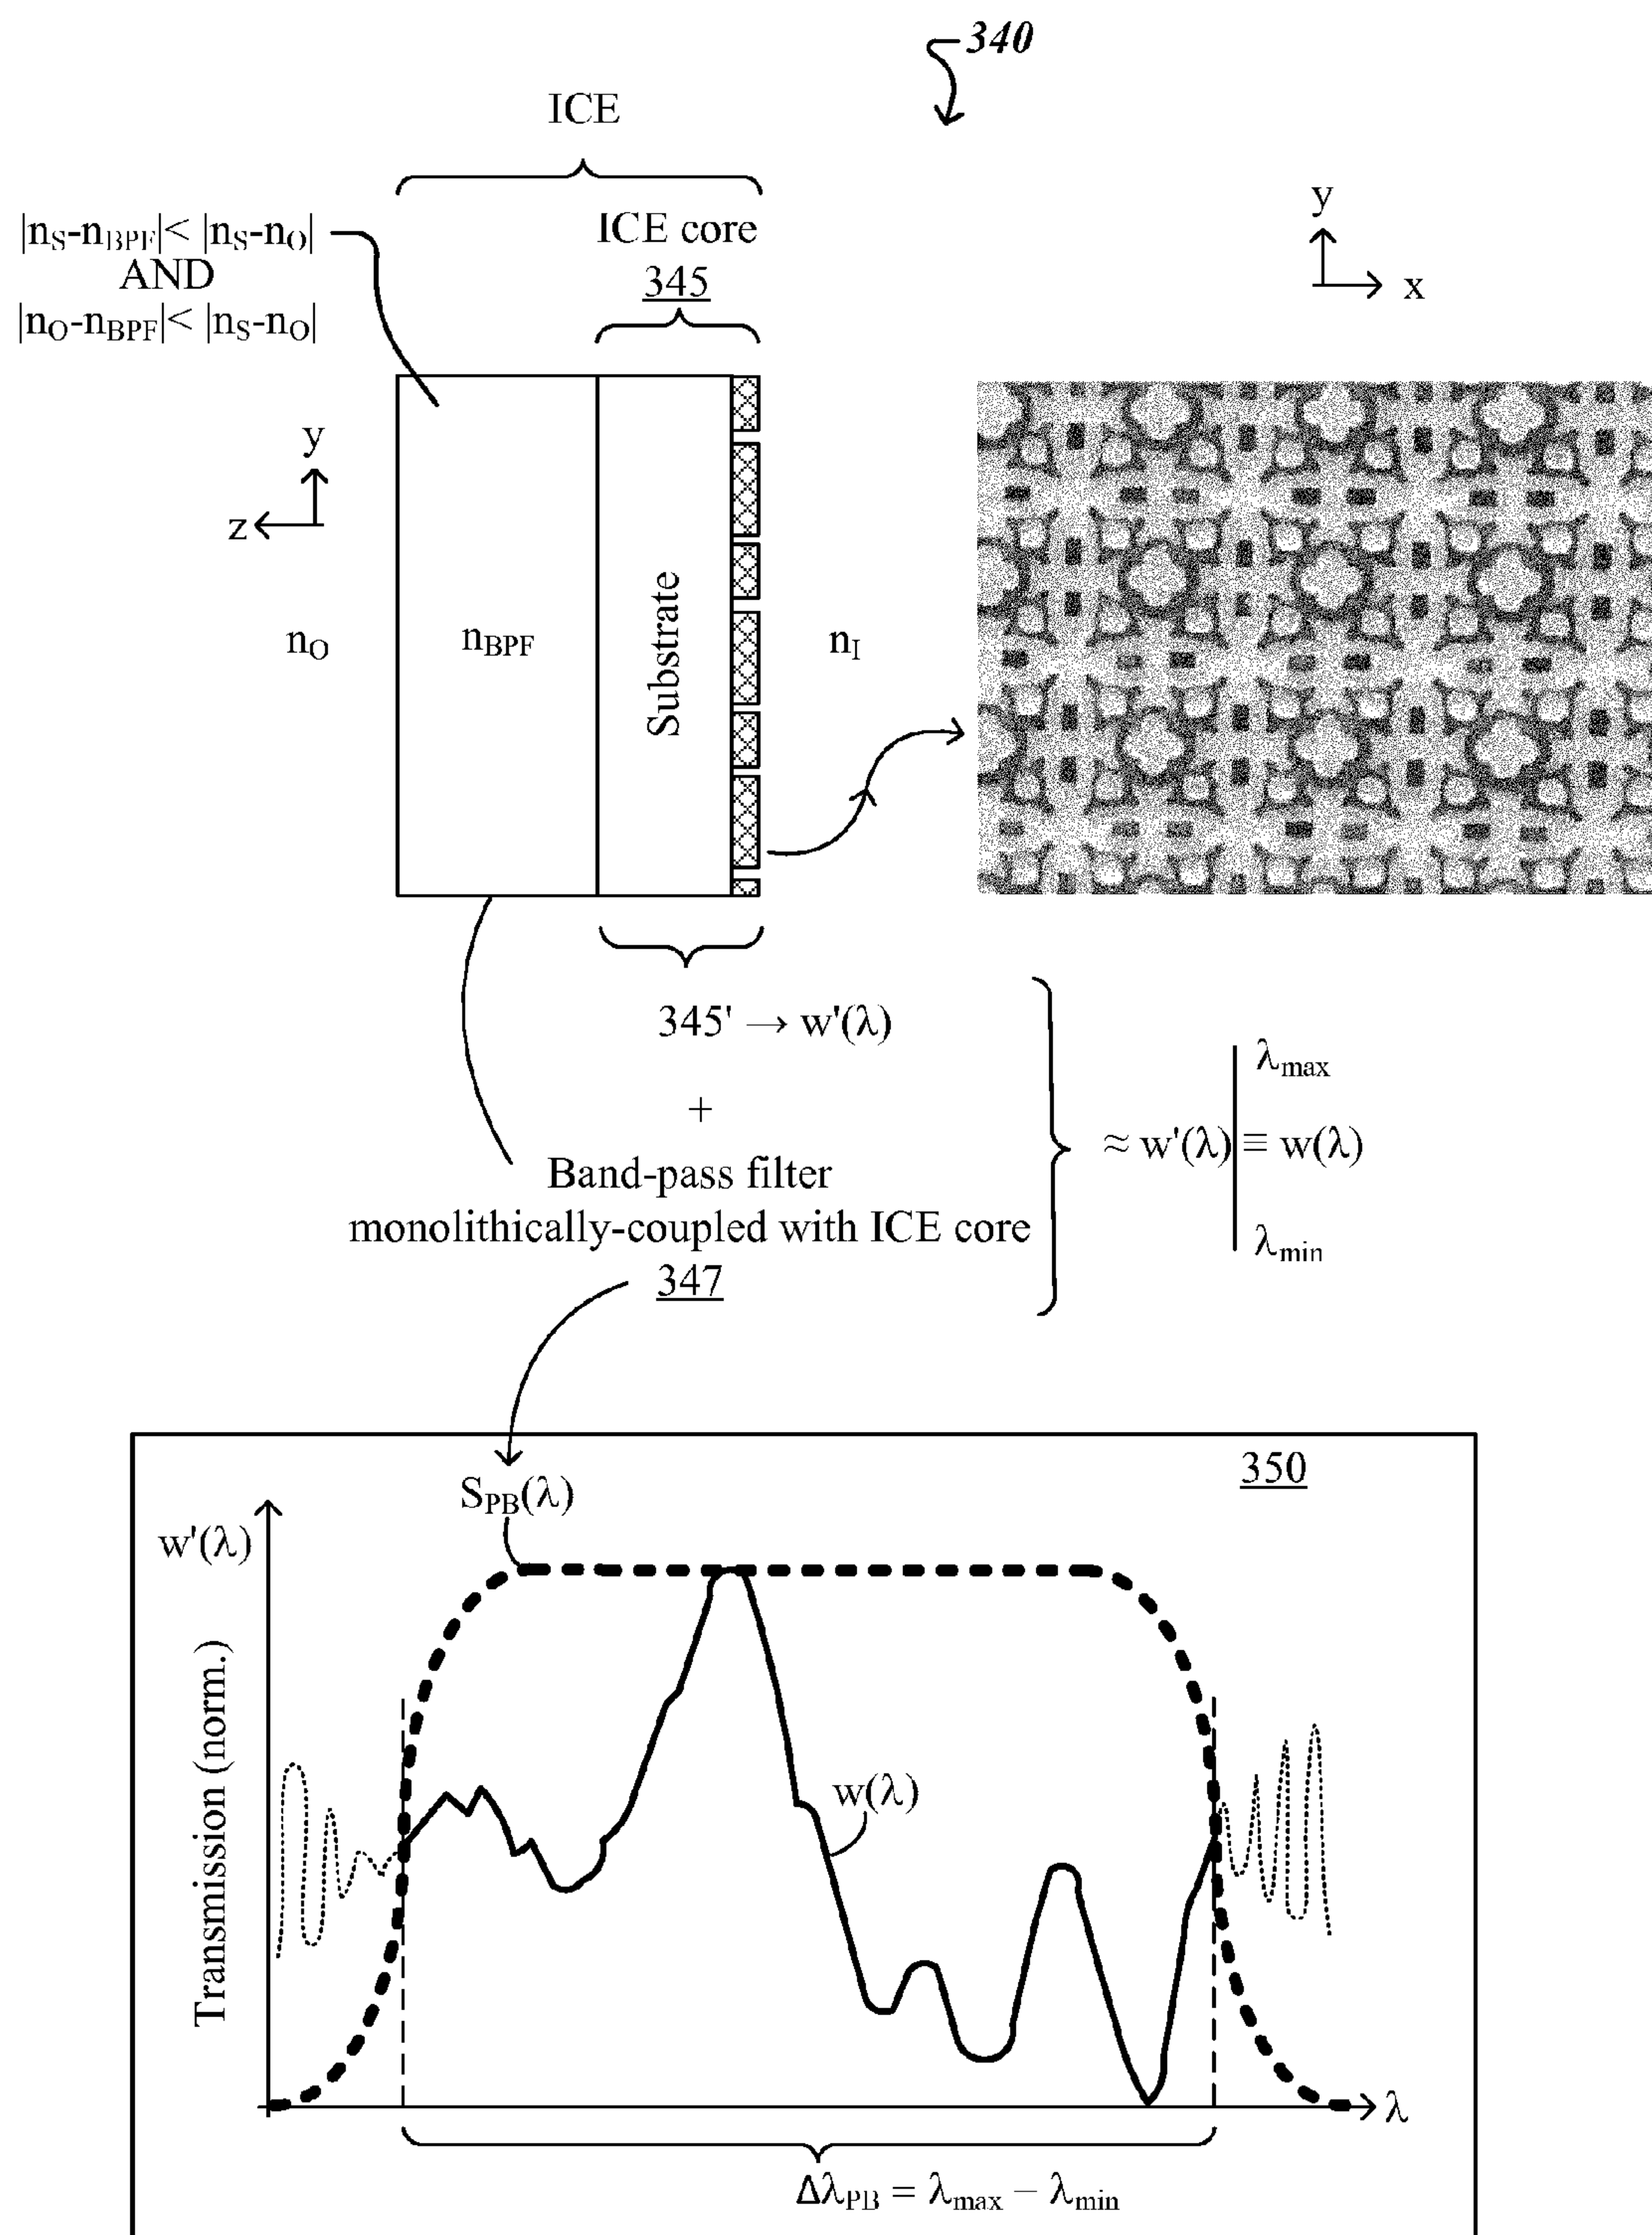 340
ICE
ICE core
345
|nS-nBPF|< |nS-nO|
AND
|nO-nBPF|< |nS-nO|
y
x
y
z
nO
nBPF
Substrate
nI
345' → w'(λ)
+
Band-pass filter
monolithically-coupled with ICE core
347
≈ w'(λ)| ≡ w(λ)
λmax
λmin
350
SPB(λ)
w'(λ)
Transmission (norm.)
w(λ)
λ
ΔλPB = λmax − λmin